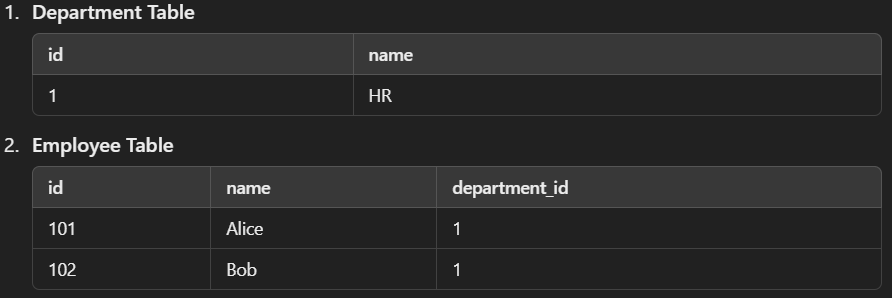 1. Department Table
id name
1 HR
2. Employee Table
id name department_id
101 Alice 1
102 Bob 1